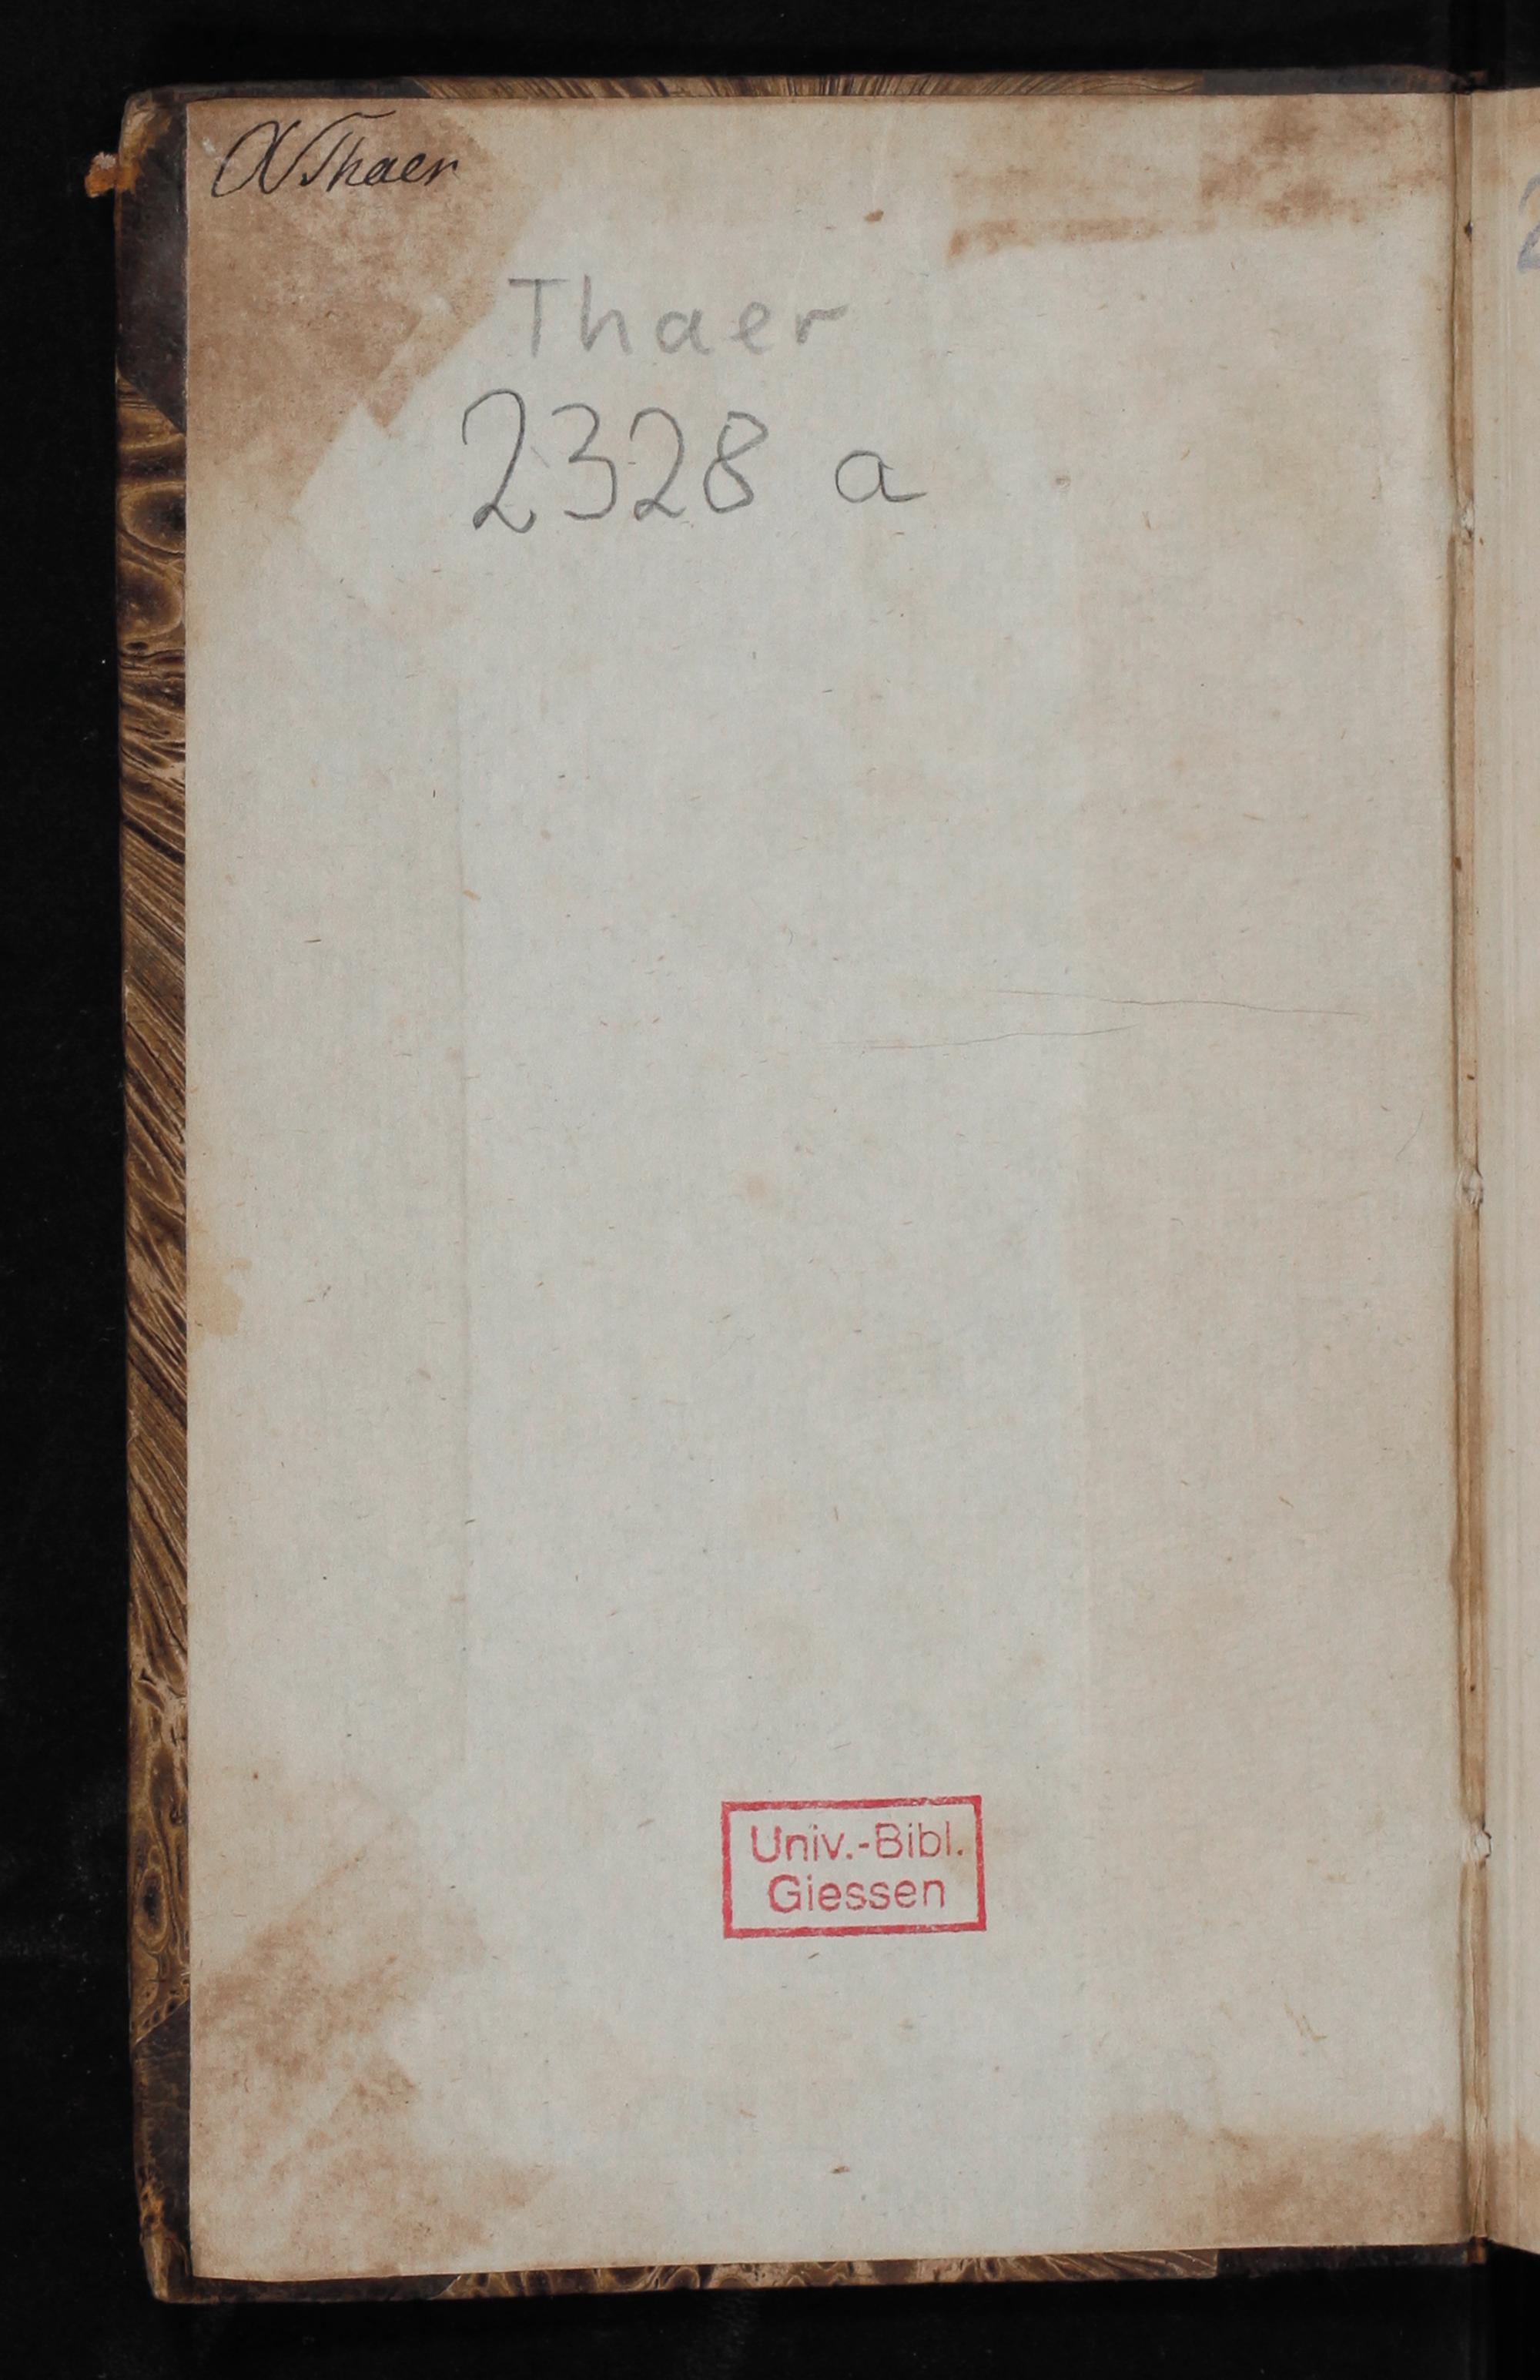 Thaer
Thaer
2328 a
Univ.-Bibl.
Giessen